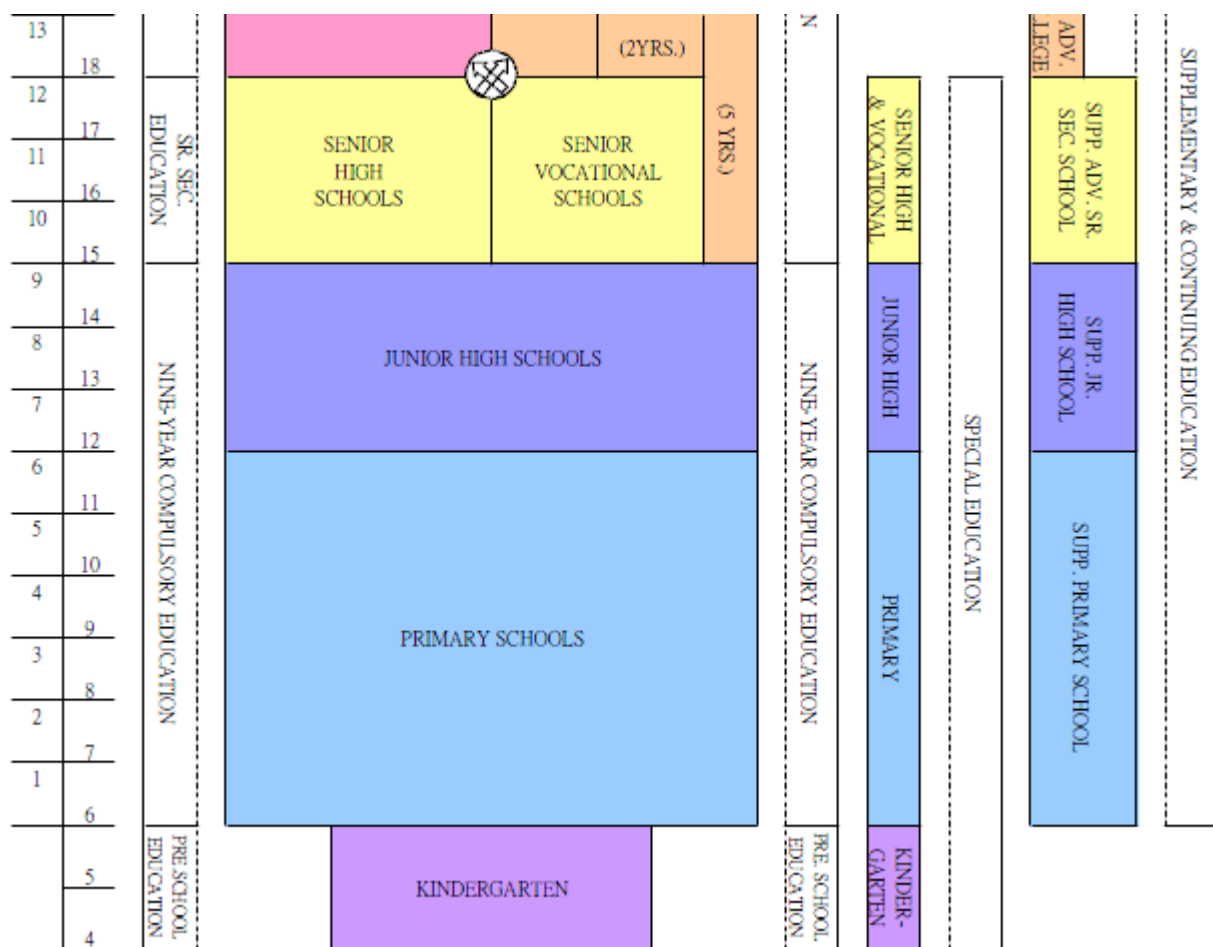 13
18
12
17
11
16
10
15
9
14
8
13
7
12
6
11
5
10
4
9
3
8
2
7
1
6
5
4
SR. SEC.
EDUCATION
NINE-YEAR COMPULSORY EDUCATION
PRE SCHOOL
EDUCATION
(2YRS.)
(5 YRS.)
SENIOR
HIGH
SCHOOLS
SENIOR
VOCATIONAL
SCHOOLS
JUNIOR HIGH SCHOOLS
PRIMARY SCHOOLS
KINDERGARTEN
N
NINE-YEAR COMPULSORY EDUCATION
PRE. SCHOOL
EDUCATION
SENIOR HIGH
& VOCATIONAL
JUNIOR HIGH
PRIMARY
KINDER-
GARTEN
SPECIAL EDUCATION
ADV.
LLEGE
SUPP. ADV. SR.
SEC. SCHOOL
SUPP. JR.
HIGH SCHOOL
SUPP. PRIMARY SCHOOL
SUPPLEMENTARY & CONTINUING EDUCATION